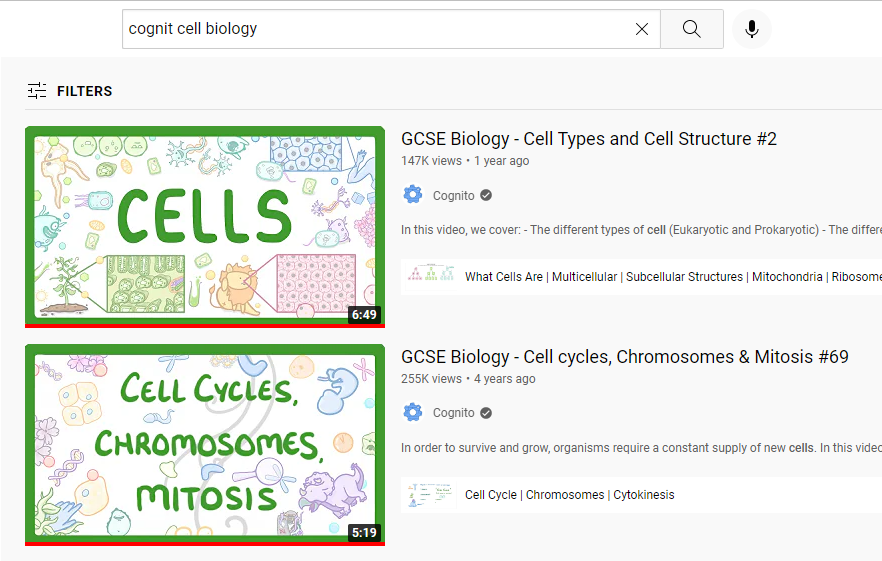 cognit cell biology
FILTERS
CELLS
6:49
GCSE Biology - Cell Types and Cell Structure #2
147K views • 1 year ago
Cognito
In this video, we cover: - The different types of cell (Eukaryotic and Prokaryotic) - The differe
What Cells Are | Multicellular | Subcellular Structures | Mitochondria | Ribosome
CELL CYCLES,
CHROMOSOMES,
MITOSIS
5:19
GCSE Biology - Cell cycles, Chromosomes & Mitosis #69
255K views • 4 years ago
Cognito
In order to survive and grow, organisms require a constant supply of new cells. In this video
Cell Cycle | Chromosomes | Cytokinesis